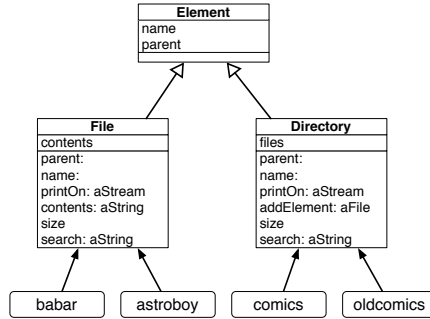 Element
name
parent
File
contents
parent:
name:
printOn: aStream
contents: aString
size
search: aString
Directory
files
parent:
name:
printOn: aStream
addElement: aFile
size
search: aString
babar
astroboy
comics
oldcomics